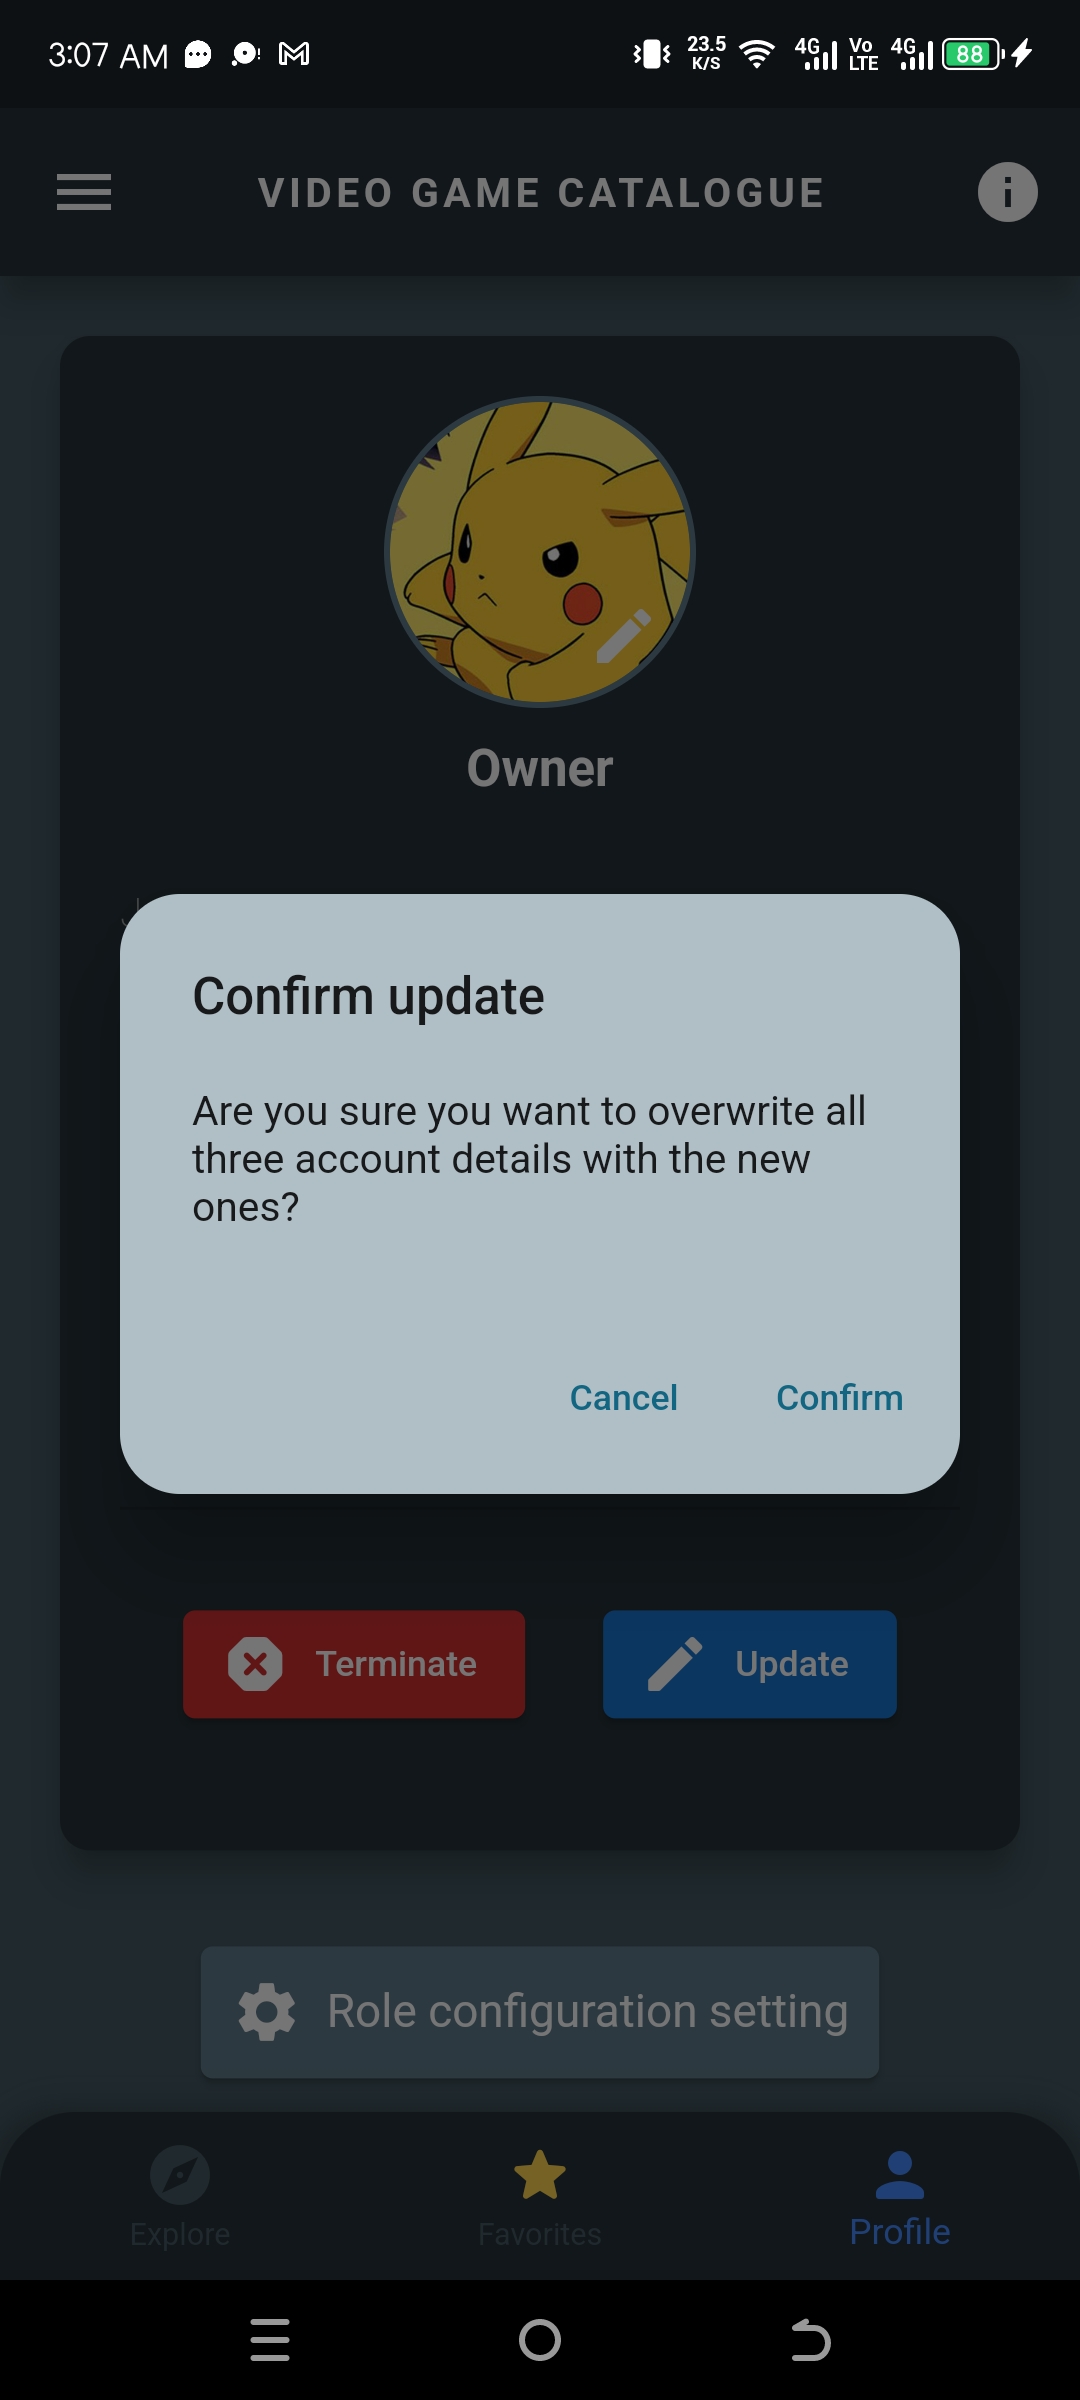 3:07 AM
23.5
K/S
4G
Vo
LTE
4G
88
VIDEO GAME CATALOGUE
Owner
Confirm update
Are you sure you want to overwrite all
three account details with the new
ones?
Cancel
Confirm
Terminate
Update
Role configuration setting
Explore
Favorites
Profile